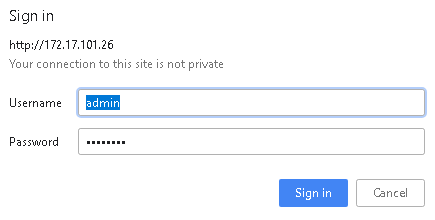 Sign in
http://172.17.101.26
Your connection to this site is not private
Username admin
Password ••••••••
Sign in Cancel